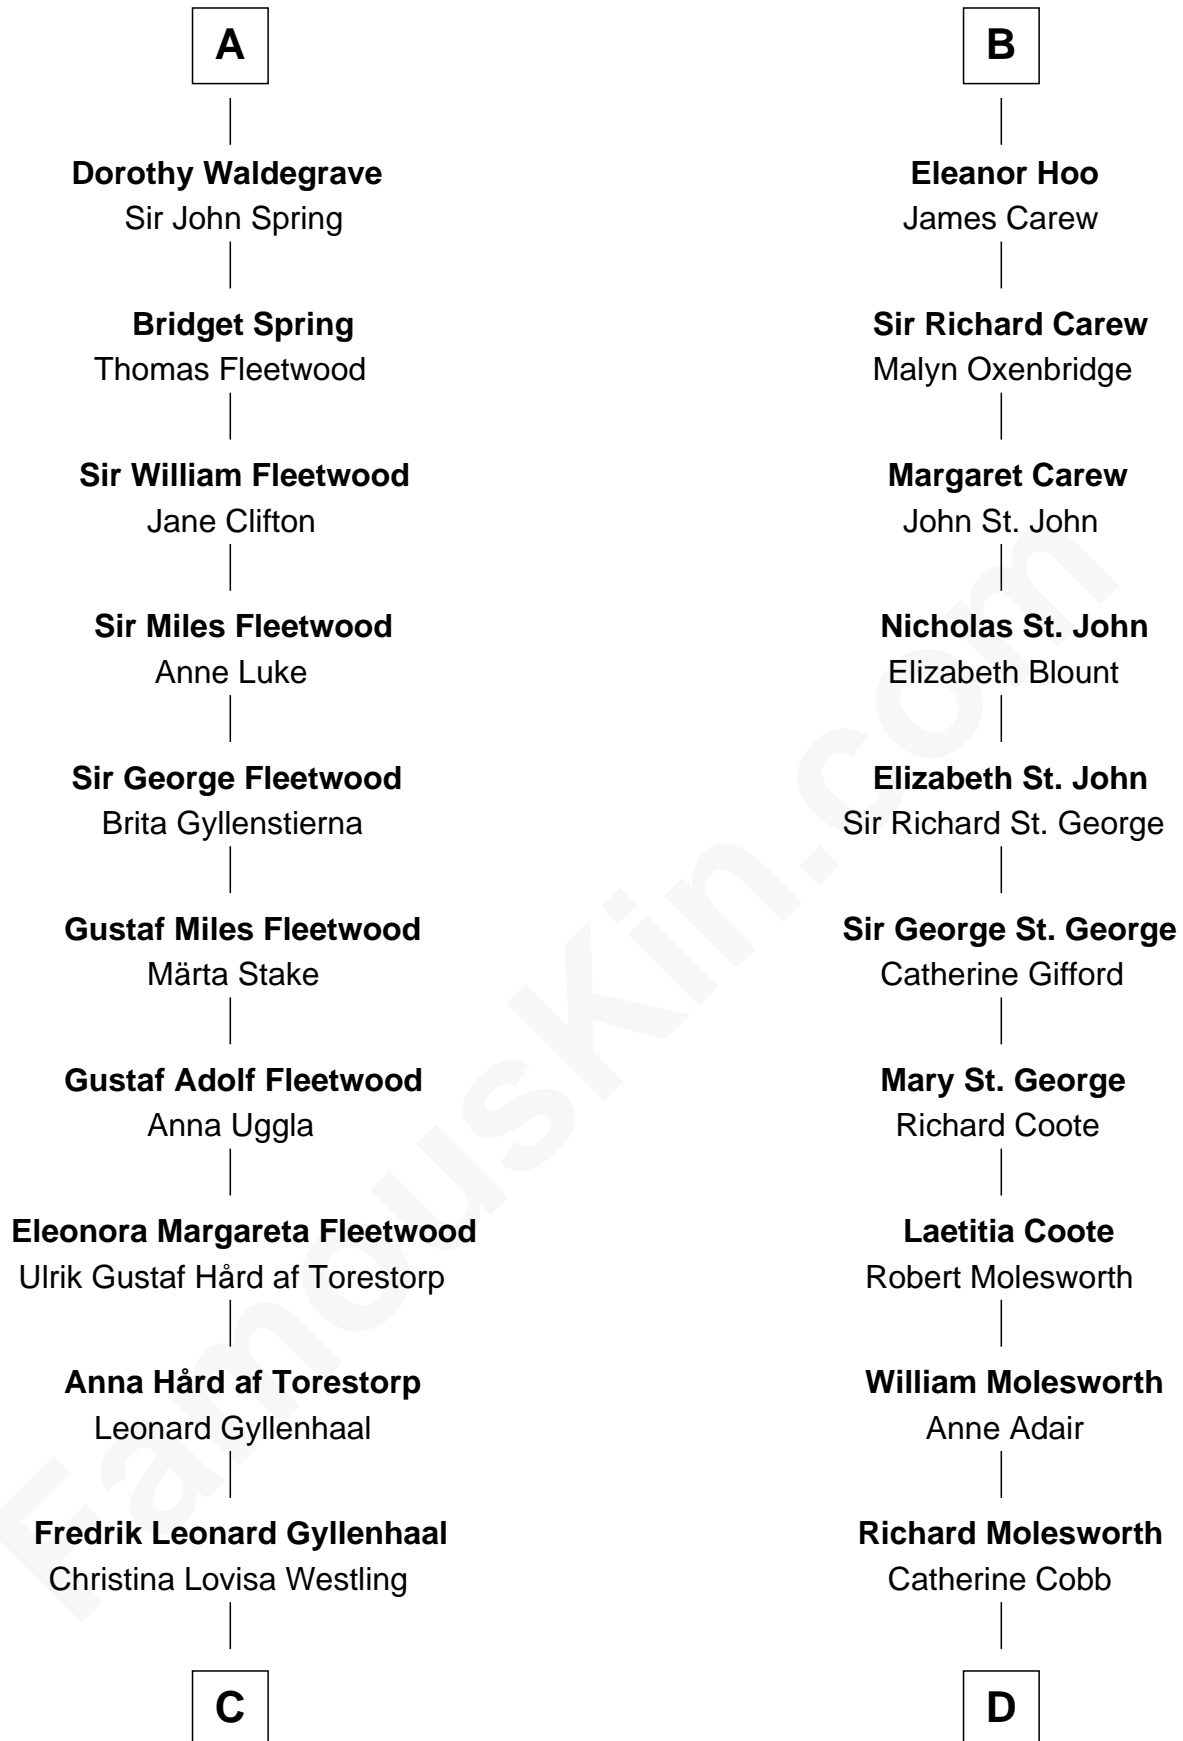 A
Dorothy Waldegrave
Sir John Spring
Bridget Spring
Thomas Fleetwood
Sir William Fleetwood
Jane Clifton
Sir Miles Fleetwood
Anne Luke
Sir George Fleetwood
Brita Gyllenstierna
Gustaf Miles Fleetwood
Märta Stake
Gustaf Adolf Fleetwood
Anna Uggla
Eleonora Margareta Fleetwood
Ulrik Gustaf Hård af Torestorp
Anna Hård af Torestorp
Leonard Gyllenhaal
Fredrik Leonard Gyllenhaal
Christina Lovisa Westling
C
B
Eleanor Hoo
James Carew
Sir Richard Carew
Malyn Oxenbridge
Margaret Carew
John St. John
Nicholas St. John
Elizabeth Blount
Elizabeth St. John
Sir Richard St. George
Sir George St. George
Catherine Gifford
Mary St. George
Richard Coote
Laetitia Coote
Robert Molesworth
William Molesworth
Anne Adair
Richard Molesworth
Catherine Cobb
D
FamousKin.com